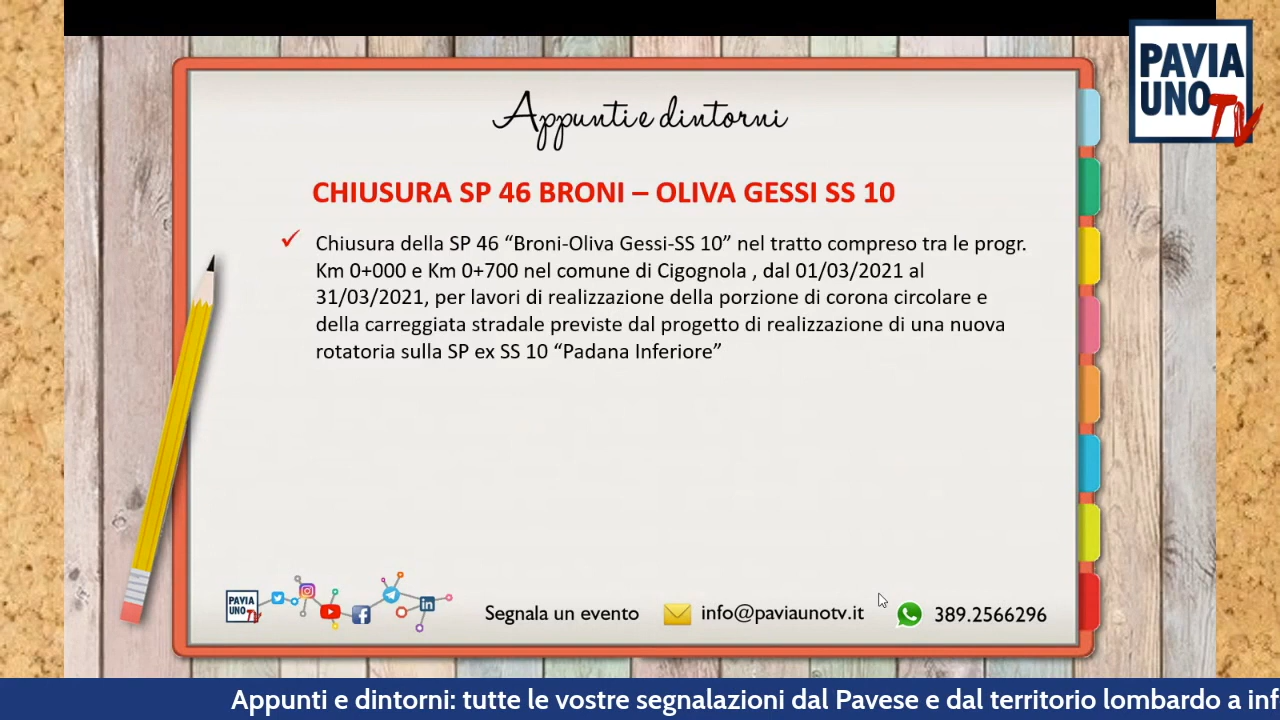 PAVIA
UNO TV
Appunti e dintorni
CHIUSURA SP 46 BRONI – OLIVA GESSI SS 10
✓ Chiusura della SP 46 “Broni-Oliva Gessi-SS 10” nel tratto compreso tra le progr.
Km 0+000 e Km 0+700 nel comune di Cigognola , dal 01/03/2021 al
31/03/2021, per lavori di realizzazione della porzione di corona circolare e
della carreggiata stradale previste dal progetto di realizzazione di una nuova
rotatoria sulla SP ex SS 10 “Padana Inferiore”
PAVIA
UNO TV
Segnala un evento info@paviaunotv.it 389.2566296
Appunti e dintorni: tutte le vostre segnalazioni dal Pavese e dal territorio lombardo a inf